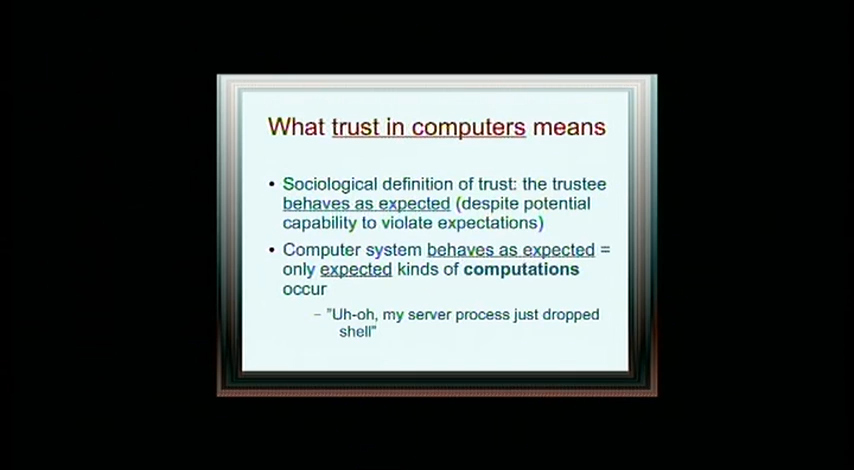 What trust in computers means
• Sociological definition of trust: the trustee
behaves as expected (despite potential
capability to violate expectations)
• Computer system behaves as expected =
only expected kinds of computations
occur
– "Uh-oh, my server process just dropped
shell"